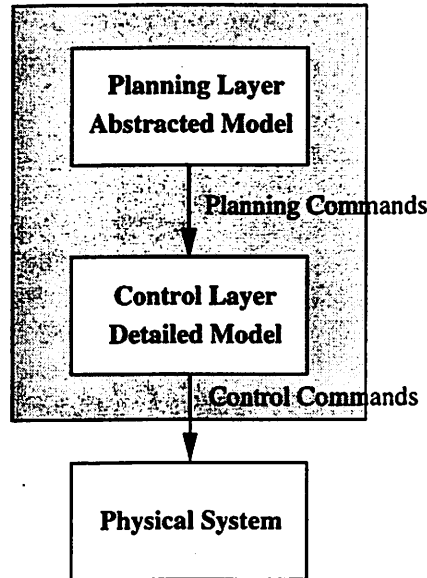 Planning Layer
Abstracted Model
Planning Commands
Control Layer
Detailed Model
Control Commands
Physical System